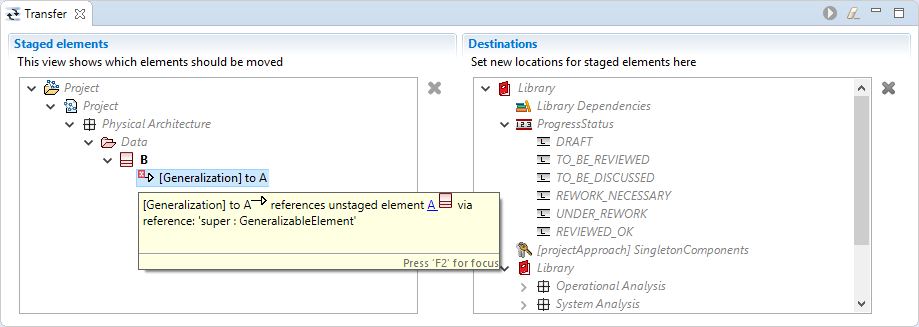 Transfer
Staged elements
This view shows which elements should be moved
Project
Project
Physical Architecture
Data
B
[Generalization] to A
[Generalization] to A references unstaged element A via
reference: 'super : GeneralizableElement'
Press 'F2' for focus
Destinations
Set new locations for staged elements here
Library
Library Dependencies
ProgressStatus
DRAFT
TO_BE_REVIEWED
TO_BE_DISCUSSED
REWORK_NECESSARY
UNDER_REWORK
REVIEWED_OK
[projectApproach] SingletonComponents
Library
Operational Analysis
System Analysis